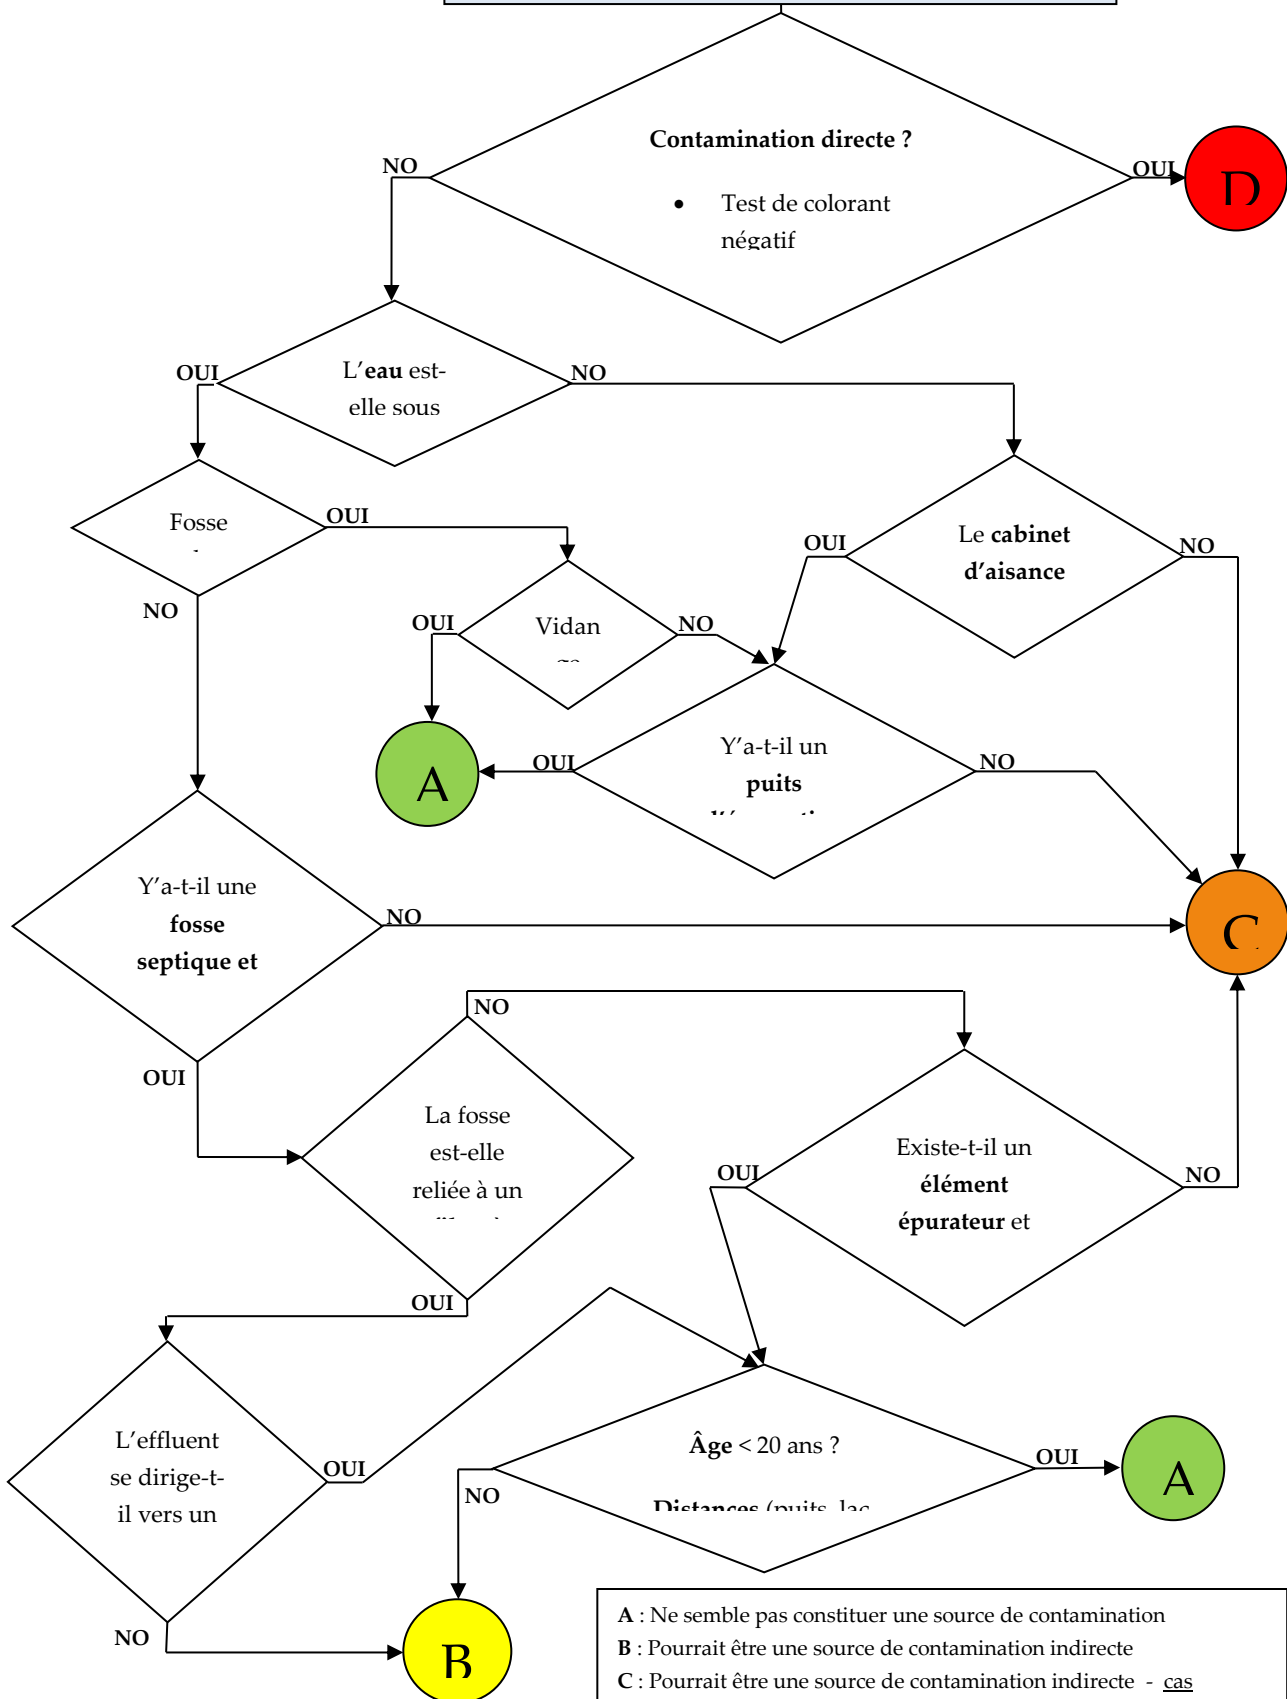 Contamination directe ?
NO
OUI
D
• Test de colorant
négatif
OUI
L'eau est-
elle sous
NO
Fosse
OUI
NO
OUI
Le cabinet
d'aisance
NO
OUI
Vidan
NO
A
OUI
Y'a-t-il un
puits
NO
Y'a-t-il une
fosse
septique et
NO
C
OUI
NO
La fosse
est-elle
reliée à un
OUI
Existe-t-il un
élément
épurateur et
NO
OUI
L'effluent
se dirige-t-
il vers un
OUI
NO
Âge < 20 ans ?
Distances (puits, lac
OUI
A
NO
B
A : Ne semble pas constituer une source de contamination
B : Pourrait être une source de contamination indirecte
C : Pourrait être une source de contamination indirecte - cas